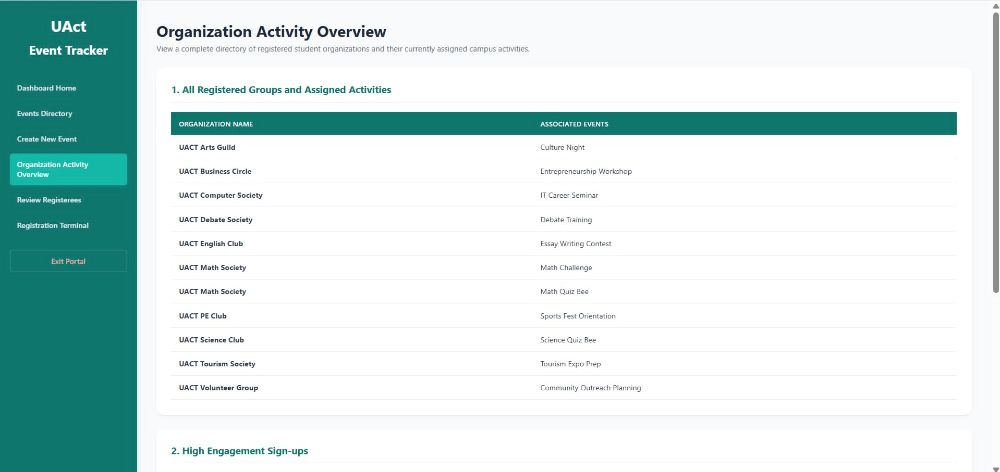 UAct
Event Tracker
Dashboard Home
Events Directory
Create New Event
Organization Activity
Overview
Review Registerees
Registration Terminal
Exit Portal
Organization Activity Overview
View a complete directory of registered student organizations and their currently assigned campus activities.
1. All Registered Groups and Assigned Activities
ORGANIZATION NAME ASSOCIATED EVENTS
UACT Arts Guild Culture Night
UACT Business Circle Entrepreneurship Workshop
UACT Computer Society IT Career Seminar
UACT Debate Society Debate Training
UACT English Club Essay Writing Contest
UACT Math Society Math Challenge
UACT Math Society Math Quiz Bee
UACT PE Club Sports Fest Orientation
UACT Science Club Science Quiz Bee
UACT Tourism Society Tourism Expo Prep
UACT Volunteer Group Community Outreach Planning
2. High Engagement Sign-ups